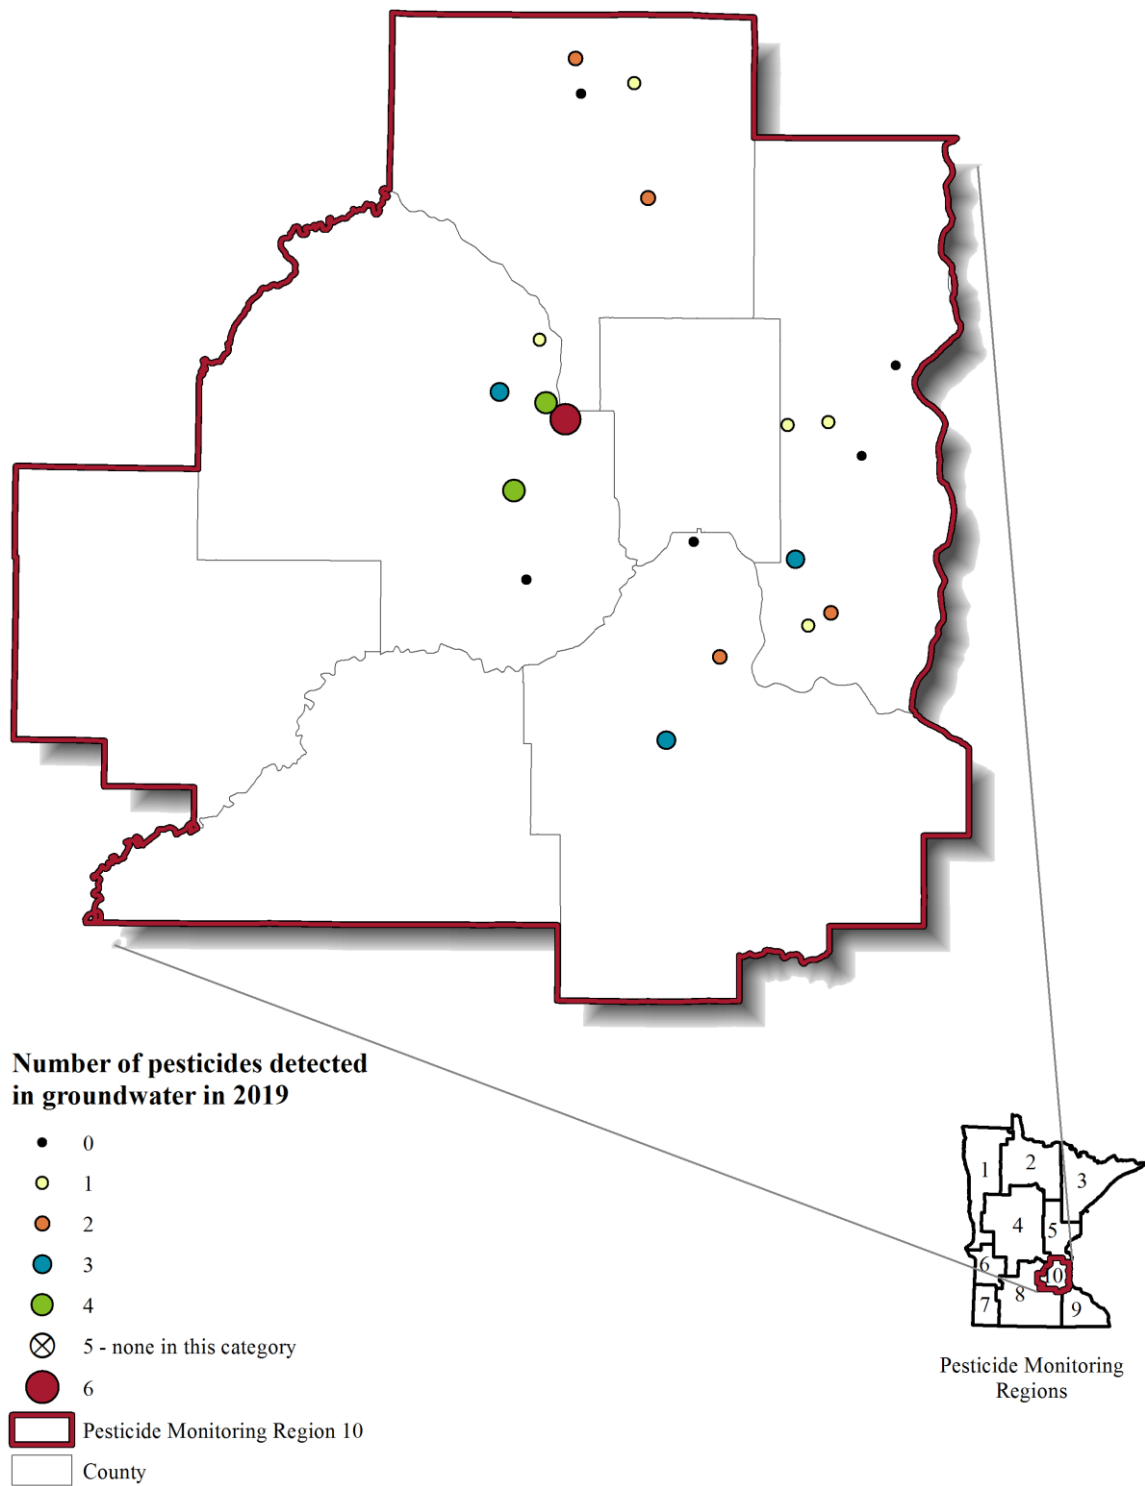 Number of pesticides detected
in groundwater in 2019
0
1
2
3
4
5 - none in this category
6
Pesticide Monitoring Region 10
County
1
2
3
4
5
6
10
8
7
9
Pesticide Monitoring
Regions